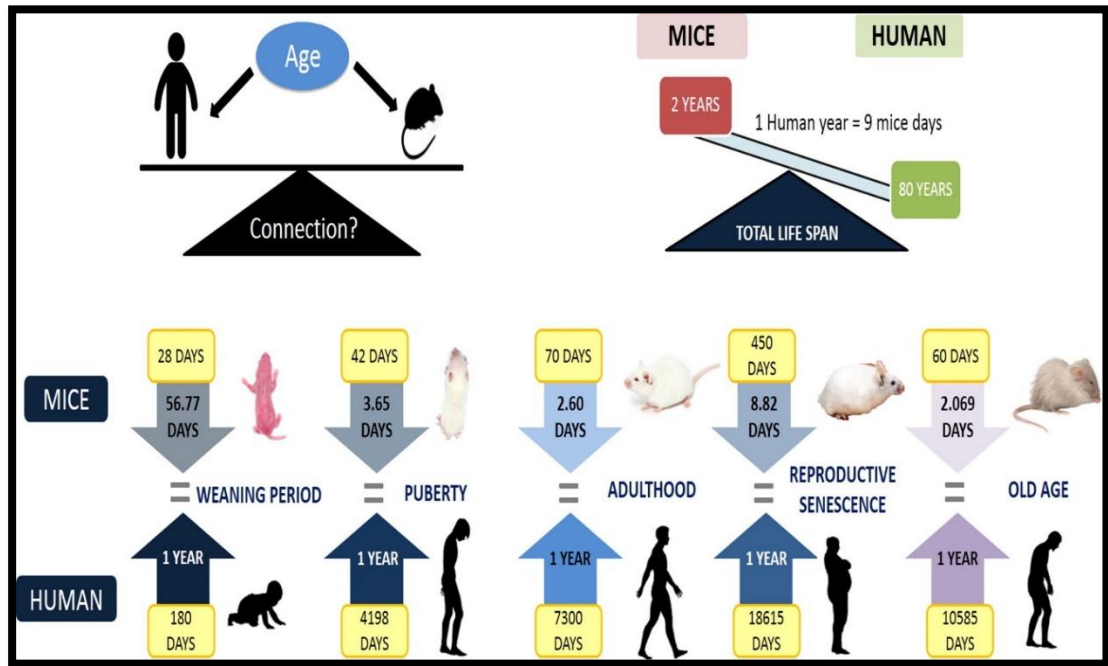 Age
Connection?
MICE
HUMAN
2 YEARS
1 Human year = 9 mice days
80 YEARS
TOTAL LIFE SPAN
MICE
28 DAYS
42 DAYS
70 DAYS
450
DAYS
60 DAYS
56.77
DAYS
3.65
DAYS
2.60
DAYS
8.82
DAYS
2.069
DAYS
=
WEANING PERIOD
=
PUBERTY
=
ADULTHOOD
=
REPRODUCTIVE
SENESCENCE
=
OLD AGE
HUMAN
1 YEAR
1 YEAR
1 YEAR
1 YEAR
1 YEAR
180
DAYS
4198
DAYS
7300
DAYS
18615
DAYS
10585
DAYS